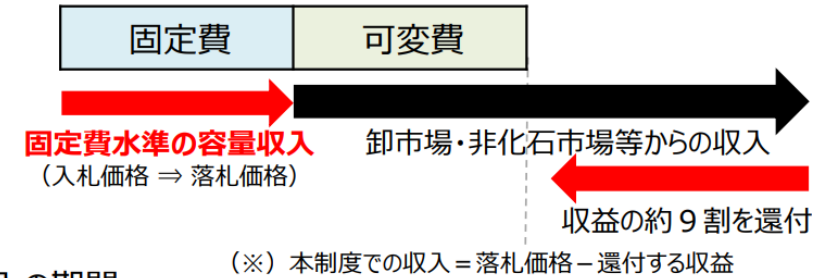 固定費 可変費
固定費水準の容量収入 卸市場・非化石市場等からの収入
（入札価格 ⇒ 落札価格）
収益の約９割を還付
（※）本制度での収入＝落札価格－還付する収益
の期間